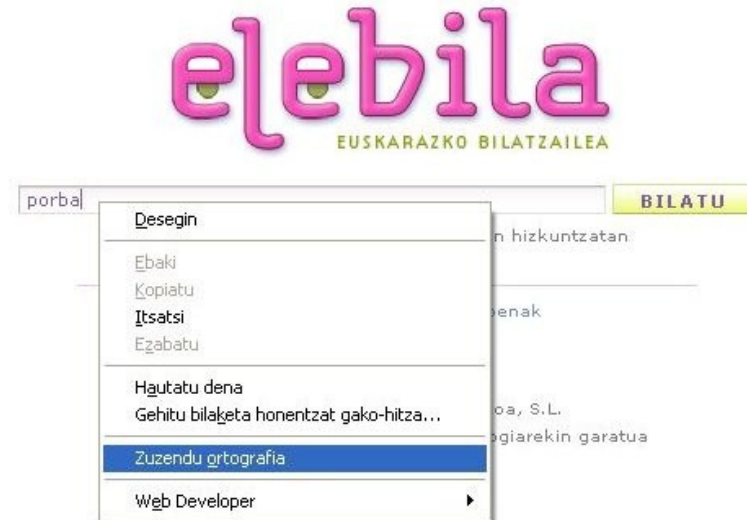 elebila
EUSKARAZKO BILATZAILEA
porba
BILATU
Desegin
n hizkuntzatan
Ebaki
Kopiatu
Itsatsi
Ezabatu
penak
Hautatu dena
Gehitu bilaketa honentzat gako-hitza...
oa, S.L.
ogiarekin garatua
Zuzendu ortografia
Web Developer